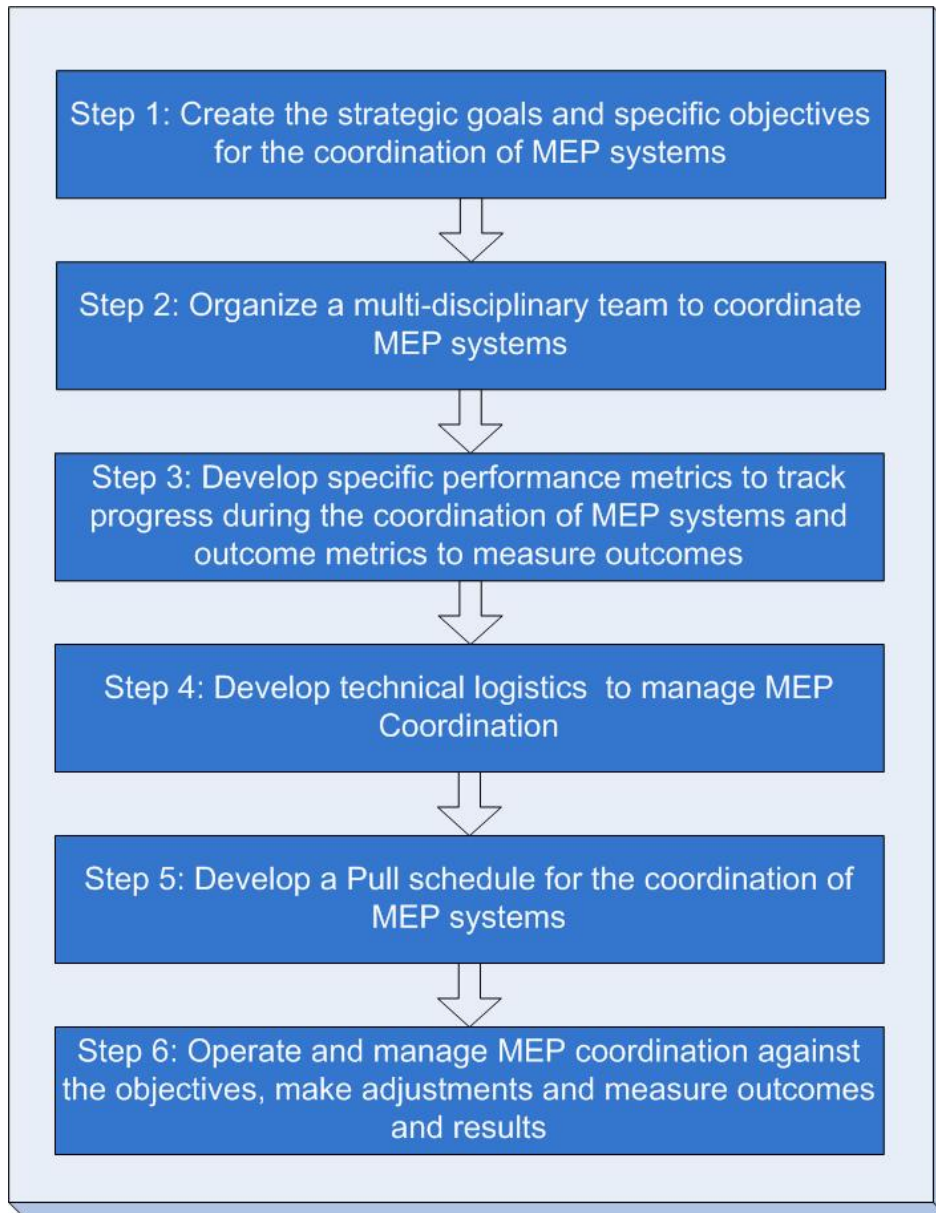 Step 1: Create the strategic goals and specific objectives
for the coordination of MEP systems
Step 2: Organize a multi-disciplinary team to coordinate
MEP systems
Step 3: Develop specific performance metrics to track
progress during the coordination of MEP systems and
outcome metrics to measure outcomes
Step 4: Develop technical logistics  to manage MEP
Coordination
Step 5: Develop a Pull schedule for the coordination of
MEP systems
Step 6: Operate and manage MEP coordination against
the objectives, make adjustments and measure outcomes
and results